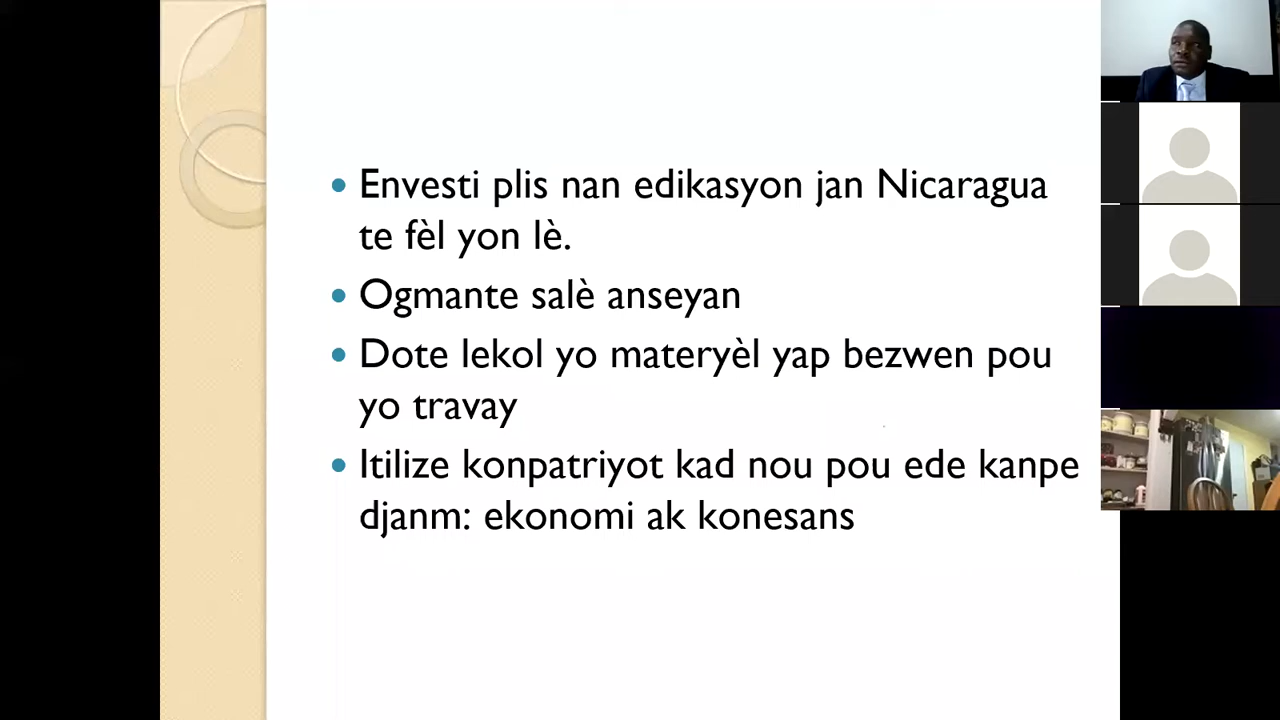 Envesti plis nan edikasyon jan Nicaragua
te fèl yon lè.
Ogmante salè anseyan
Dote lekol yo materyèl yap bezwen pou
yo travay
Itilize konpatriyot kad nou pou ede kanpe
djanm: ekonomi ak konesans